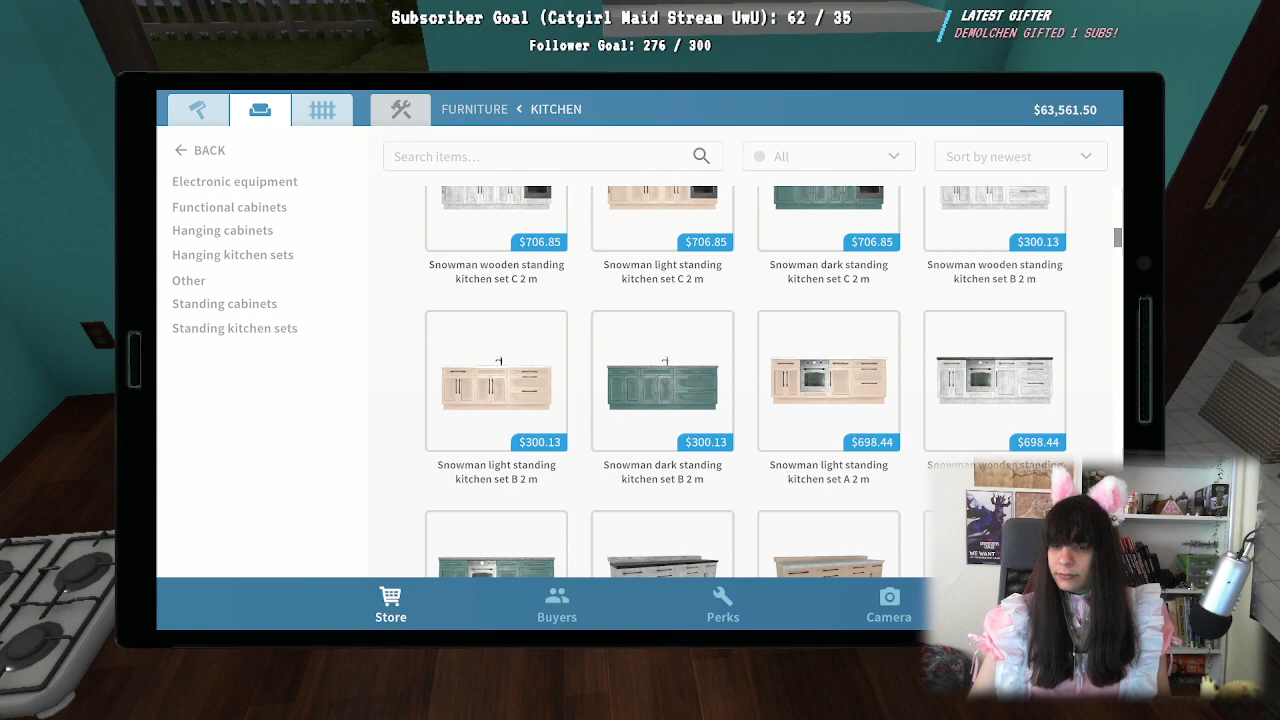 Subscriber Goal (Catgirl Maid Stream UwU): 62 / 35
Follower Goal: 276 / 300
LATEST GIFTER
DEMOLCHEN GIFTED 1 SUBS!
FURNITURE < KITCHEN
$63,561.50
BACK
Search items...
All
Sort by newest
Electronic equipment
Functional cabinets
Hanging cabinets
Hanging kitchen sets
Other
Standing cabinets
Standing kitchen sets
$706.85
$706.85
$706.85
$300.13
Snowman wooden standing
kitchen set C 2 m
Snowman light standing
kitchen set C 2 m
Snowman dark standing
kitchen set C 2 m
Snowman wooden standing
kitchen set B 2 m
$300.13
$300.13
$698.44
$698.44
Snowman light standing
kitchen set B 2 m
Snowman dark standing
kitchen set B 2 m
Snowman light standing
kitchen set A 2 m
Snowman wooden standing
Store
Buyers
Perks
Camera
WE WANT